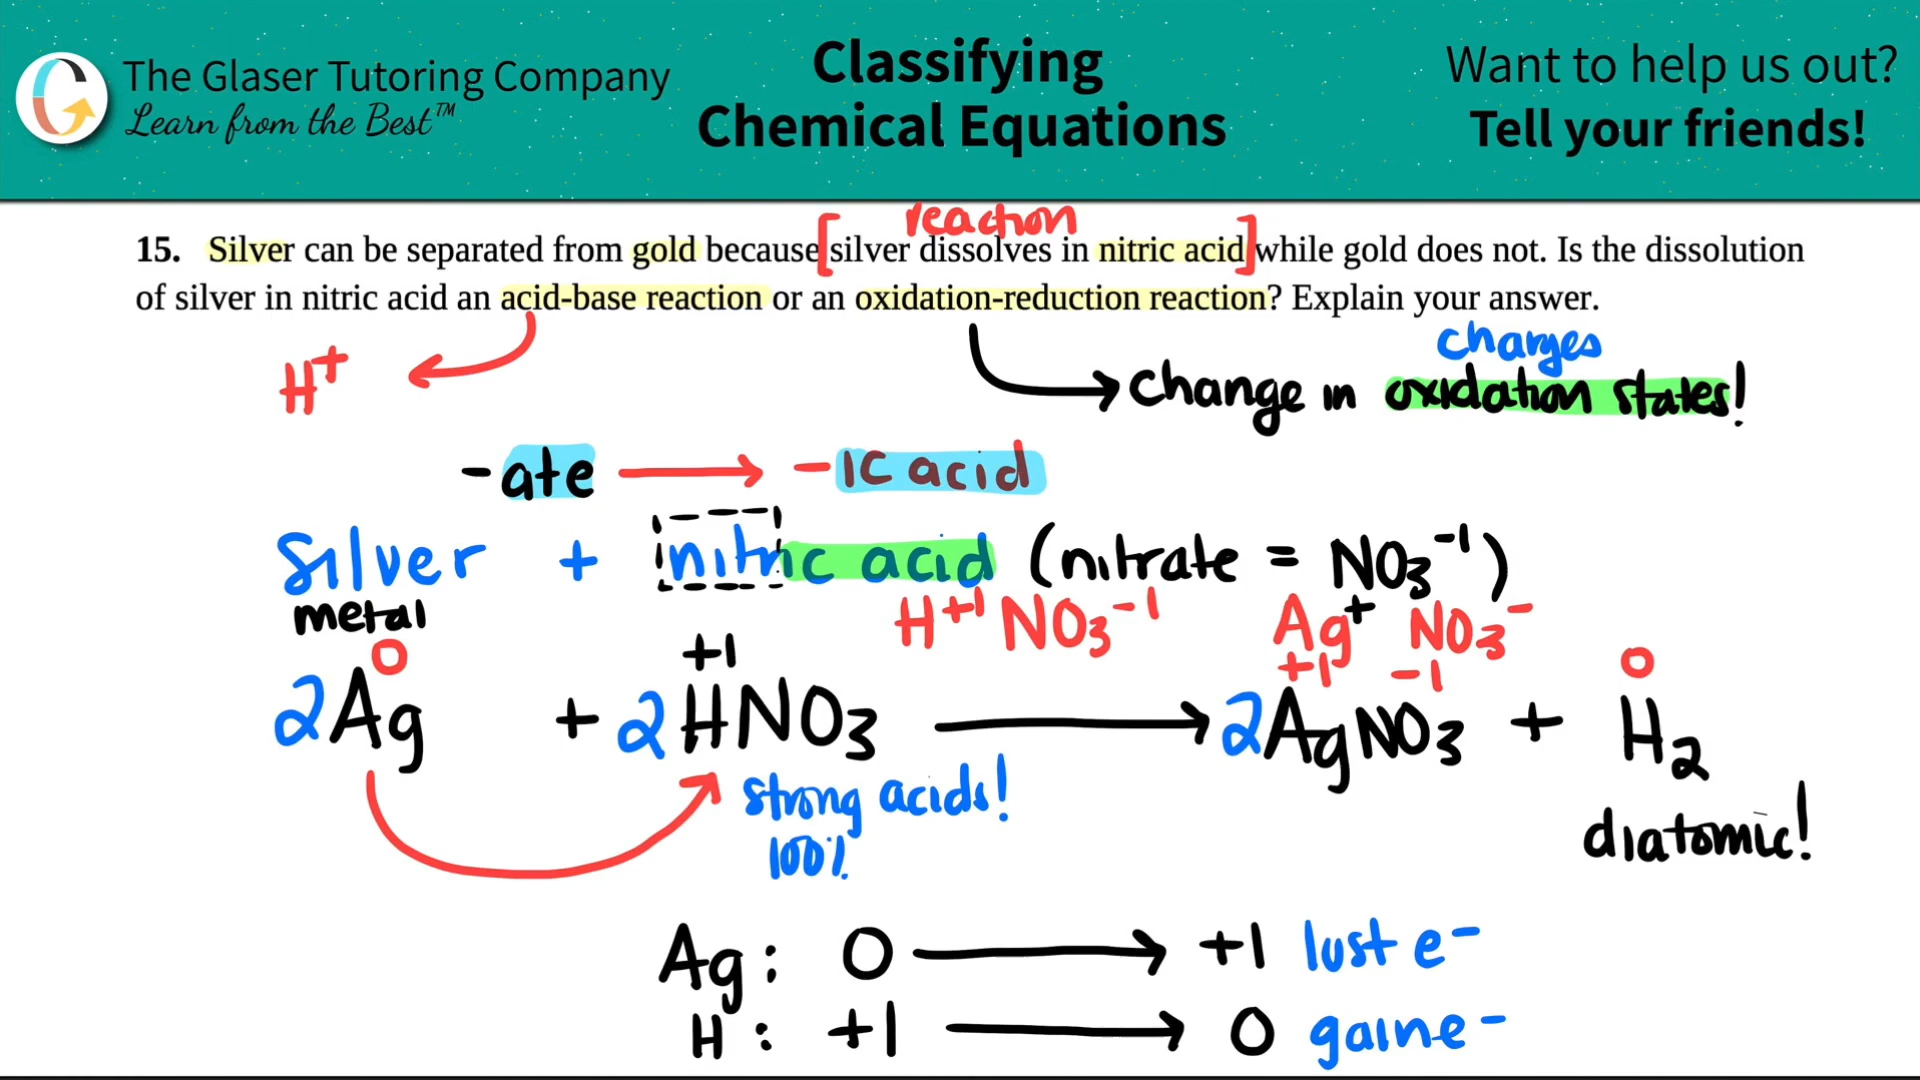 The Glaser Tutoring Company
Learn from the Best™
Classifying
Chemical Equations
Want to help us out?
Tell your friends!
reaction
15. Silver can be separated from gold because [silver dissolves in nitric acid] while gold does not. Is the dissolution
of silver in nitric acid an acid-base reaction or an oxidation-reduction reaction? Explain your answer.
H⁺
charges
Change in oxidation states!
-ate → -ic acid
Silver + nitric acid (nitrate = NO₃⁻¹)
metal
H⁺¹ NO₃⁻¹
Ag⁺ NO₃⁻
0 +1 +1 -1 0
2Ag + 2HNO₃ → 2AgNO₃ + H₂
strong acids!
100%
diatomic!
Ag: 0 → +1 lost e⁻
H: +1 → 0 gain e⁻